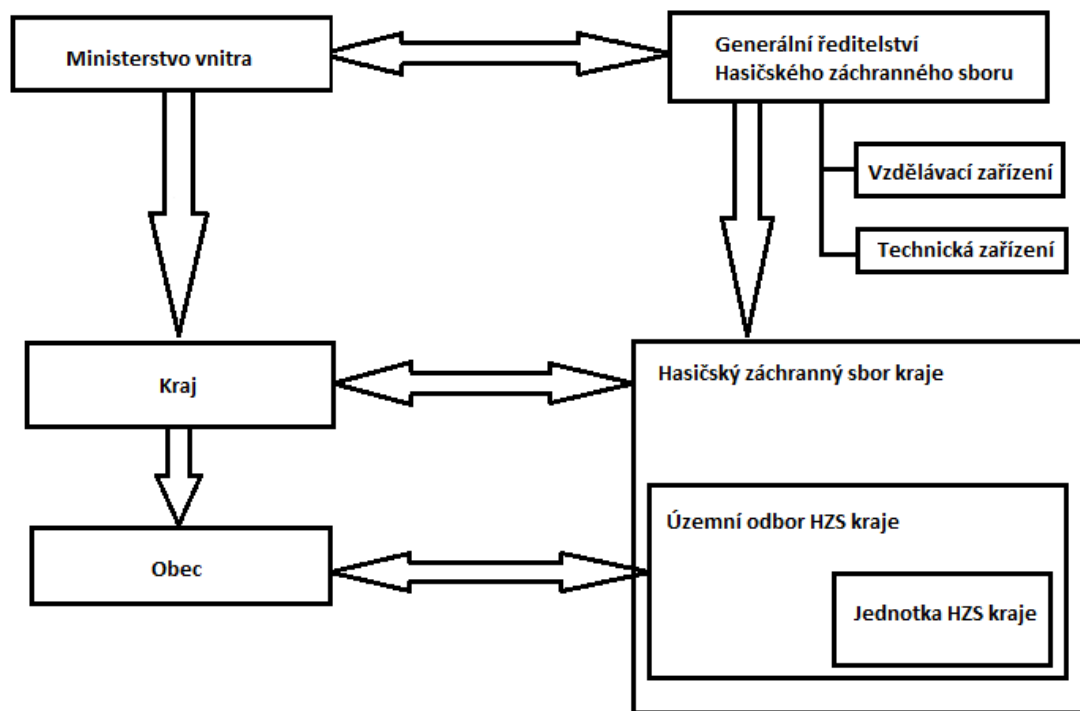 Ministerstvo vnitra
Generální ředitelství
Hasičského záchranného sboru
Vzdělávací zařízení
Technická zařízení
Kraj
Hasičský záchranný sbor kraje
Územní odbor HZS kraje
Obec
Jednotka HZS kraje